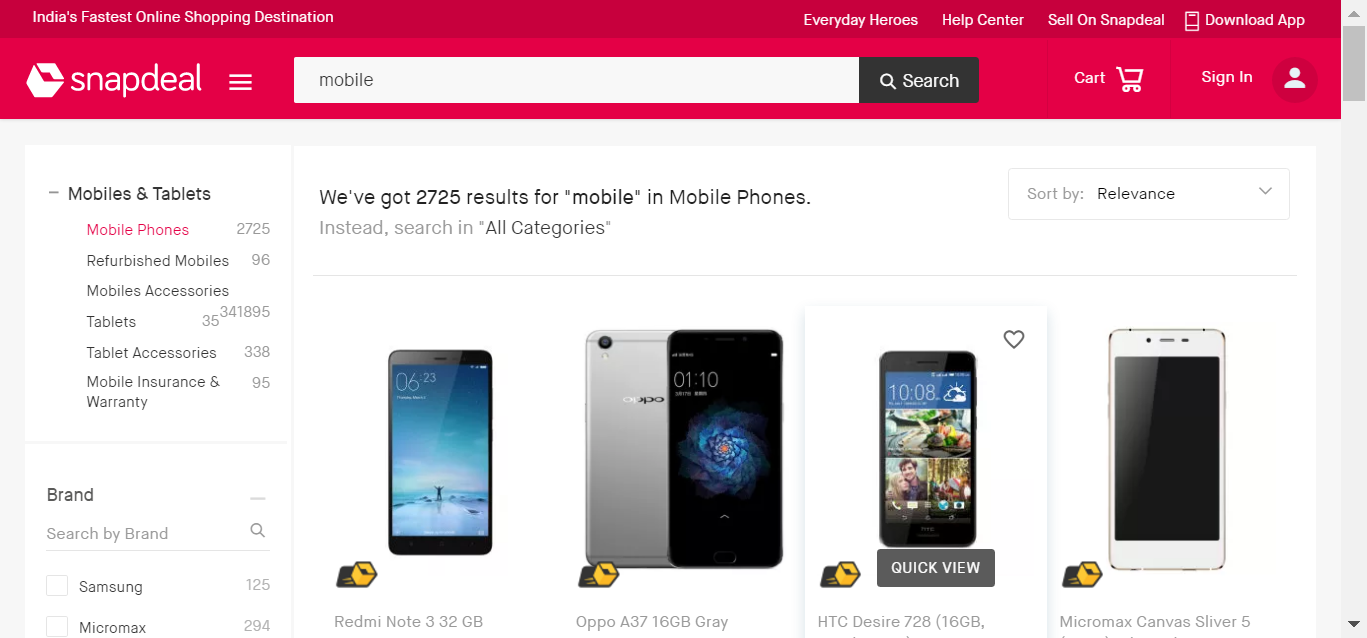 India's Fastest Online Shopping Destination
Everyday Heroes
Help Center
Sell On Snapdeal
Download App
snapdeal
mobile
Search
Cart
Sign In
Mobiles & Tablets
Mobile Phones 2725
Refurbished Mobiles 96
Mobiles Accessories
341895
Tablets 35
Tablet Accessories 338
Mobile Insurance & 95
Warranty
Brand
Search by Brand
Samsung 125
Micromax 294
We've got 2725 results for "mobile" in Mobile Phones.
Instead, search in "All Categories"
Sort by: Relevance
06:23
oppo
01:10
10:08
hTC
QUICK VIEW
Redmi Note 3 32 GB
Oppo A37 16GB Gray
HTC Desire 728 (16GB,
Micromax Canvas Sliver 5